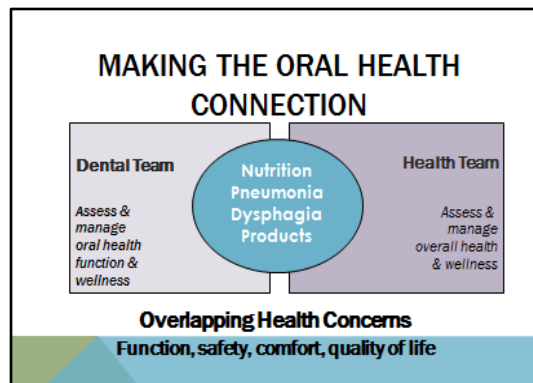 MAKING THE ORAL HEALTH
CONNECTION
Dental Team
Assess &
manage
oral health
function &
wellness
Nutrition
Pneumonia
Dysphagia
Products
Health Team
Assess &
manage
overall health
& wellness
Overlapping Health Concerns
Function, safety, comfort, quality of life